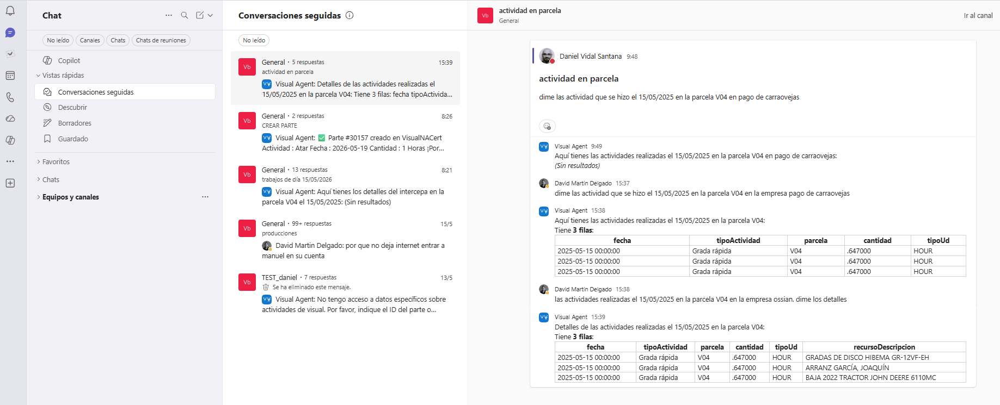 Chat
No leído
Canales
Chats
Chats de reuniones
Copilot
Vistas rápidas
Conversaciones seguidas
Descubrir
Borradores
Guardado
Favoritos
Chats
Equipos y canales
Conversaciones seguidas
No leído
Vb
General · 5 respuestas 15:39
actividad en parcela
Visual Agent: Detalles de las actividades realizadas el
15/05/2025 en la parcela V04: Tiene 3 filas: fecha tipoActivida...
Vb
General · 2 respuestas 8:26
CREAR PARTE
Visual Agent: ✅ Parte #30157 creado en VisualNACert
Actividad : Atar Fecha : 2026-05-19 Cantidad : 1 Horas ¡Por...
Vb
General · 13 respuestas 8:21
trabajos de día 15/05/2026
Visual Agent: Aquí tienes los detalles del intercepa en la
parcela V04 el 15/05/2025: (Sin resultados)
Vb
General · 99+ respuestas 15/5
producciones
David Martin Delgado: por que no deja internet entrar a
manuel en su cuenta
Vb
TEST_daniel · 7 respuestas 13/5
Se ha eliminado este mensaje.
Visual Agent: No tengo acceso a datos específicos sobre
actividades de visual. Por favor, indique el ID del parte o...
Vb
actividad en parcela
General
Ir al canal
Daniel Vidal Santana 9:48
actividad en parcela
dime las actividad que se hizo el 15/05/2025 en la parcela V04 en pago de carraovejas
Visual Agent 9:49
Aquí tienes las actividades realizadas el 15/05/2025 en la parcela V04 en pago de carraovejas:
(Sin resultados)
David Martin Delgado 15:37
dime las actividad que se hizo el 15/05/2025 en la parcela V04 en la empresa pago de carraovejas
Visual Agent 15:38
Aquí tienes las actividades realizadas el 15/05/2025 en la parcela V04:
Tiene 3 filas:
fecha tipoActividad parcela cantidad tipoUd
2025-05-15 00:00:00 Grada rápida V04 .647000 HOUR
2025-05-15 00:00:00 Grada rápida V04 .647000 HOUR
2025-05-15 00:00:00 Grada rápida V04 .647000 HOUR
David Martin Delgado 15:38
las actividades realizadas el 15/05/2025 en la parcela V04 en la empresa ossian. dime los detalles
Visual Agent 15:39
Detalles de las actividades realizadas el 15/05/2025 en la parcela V04:
Tiene 3 filas:
fecha tipoActividad parcela cantidad tipoUd recursoDescripcion
2025-05-15 00:00:00 Grada rápida V04 .647000 HOUR GRADAS DE DISCO HIBEMA GR-12VF-EH
2025-05-15 00:00:00 Grada rápida V04 .647000 HOUR ARRANZ GARCÍA, JOAQUÍN
2025-05-15 00:00:00 Grada rápida V04 .647000 HOUR BAJA 2022 TRACTOR JOHN DEERE 6110MC